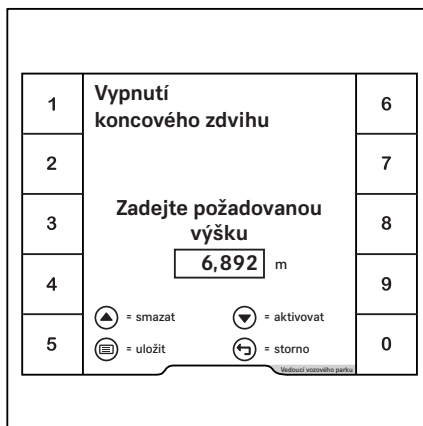 1
2
3
4
5
Vypnutí
koncového zdvihu
Zadejte požadovanou
výšku
6,892 m
= smazat = aktivovat
= uložit = storno
Vedoucí vozového parku
6
7
8
9
0